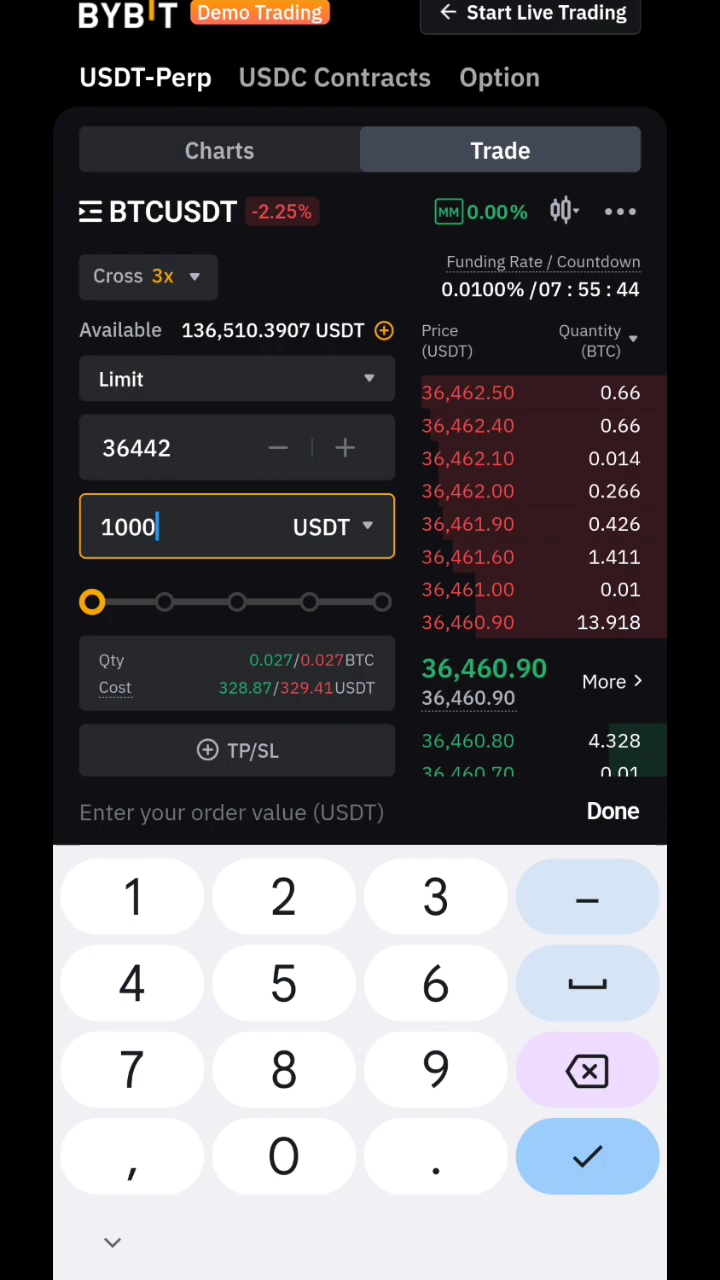 BYBIT Demo Trading ← Start Live Trading
USDT-Perp USDC Contracts Option
Charts Trade
BTCUSDT -2.25% MM 0.00% •••
Cross 3x
Funding Rate / Countdown
0.0100% /07 : 55 : 44
Available 136,510.3907 USDT
Price Quantity
(USDT) (BTC)
Limit
36442 − | +
1000 USDT
36,462.50 0.66
36,462.40 0.66
36,462.10 0.014
36,462.00 0.266
36,461.90 0.426
36,461.60 1.411
36,461.00 0.01
36,460.90 13.918
Qty 0.027/0.027BTC
Cost 328.87/329.41USDT
36,460.90
36,460.90
More >
TP/SL
36,460.80 4.328
36,460.70 0.01
Enter your order value (USDT) Done
1 2 3 –
4 5 6
7 8 9
, 0 .